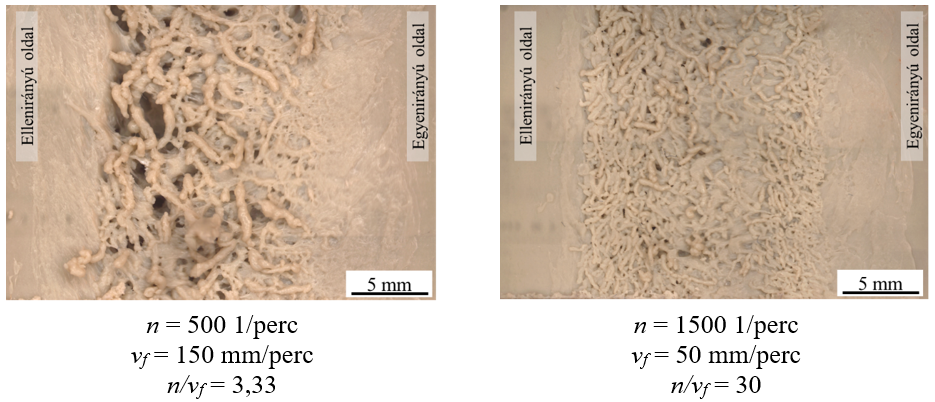 Ellenirányú oldal
Egyenirányú oldal
5 mm
n = 500 1/perc
vf = 150 mm/perc
n/vf = 3,33
Ellenirányú oldal
Egyenirányú oldal
5 mm
n = 1500 1/perc
vf = 50 mm/perc
n/vf = 30